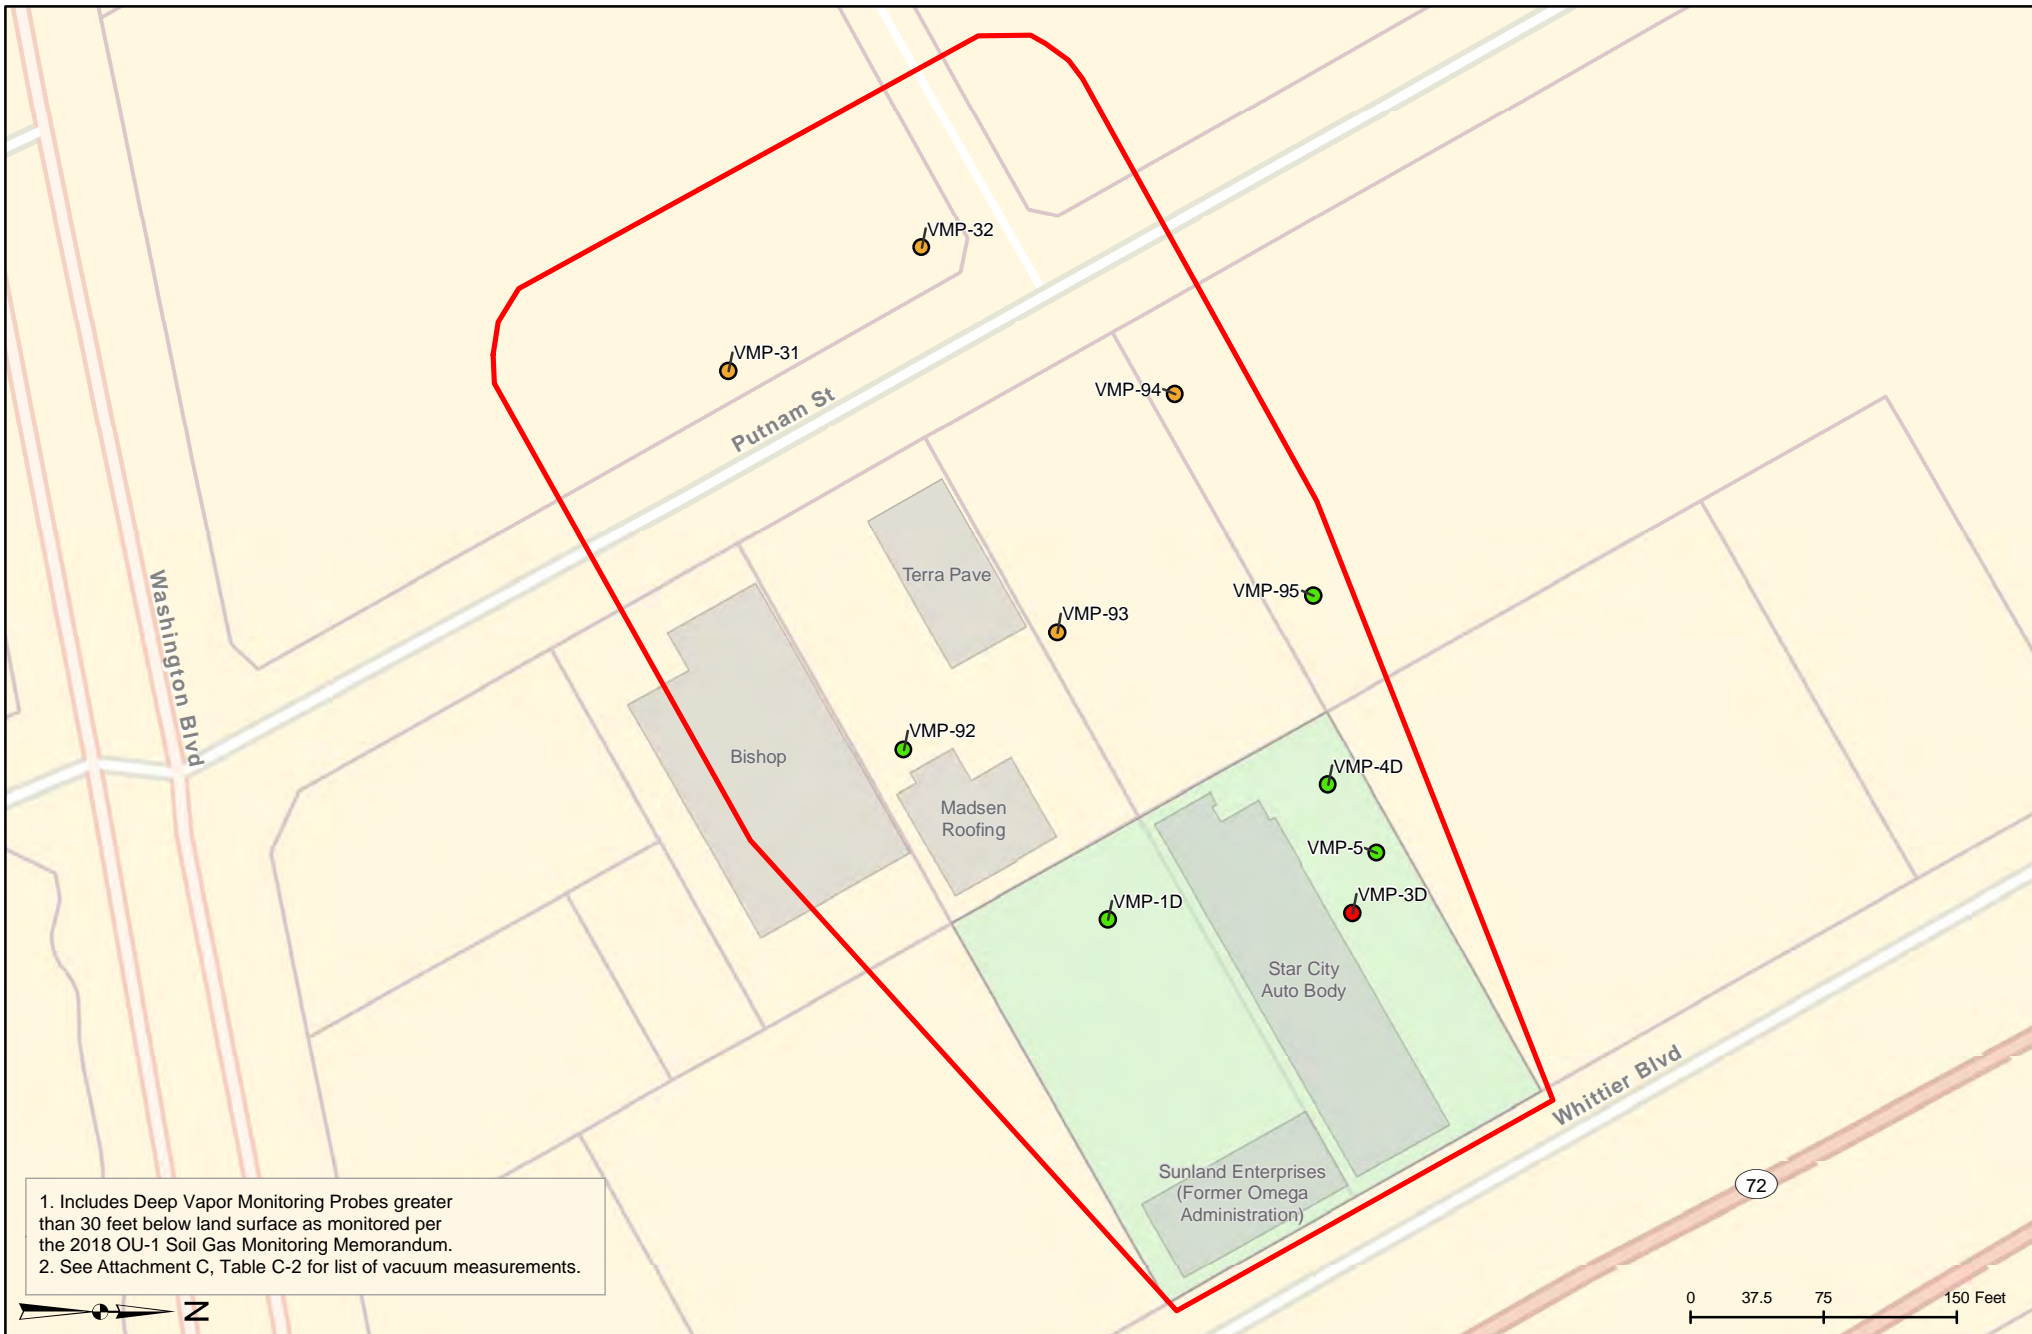 VMP-32
VMP-31
VMP-94
Putnam St
Terra Pave
VMP-95
VMP-93
Washington Blvd
VMP-92
Bishop
VMP-4D
Madsen
Roofing
VMP-5
VMP-3D
VMP-1D
Star City
Auto Body
Whittier Blvd
Sunland Enterprises
(Former Omega
Administration)
72
1. Includes Deep Vapor Monitoring Probes greater
than 30 feet below land surface as monitored per
the 2018 OU-1 Soil Gas Monitoring Memorandum.
2. See Attachment C, Table C-2 for list of vacuum measurements.
N
0 37.5 75 150 Feet